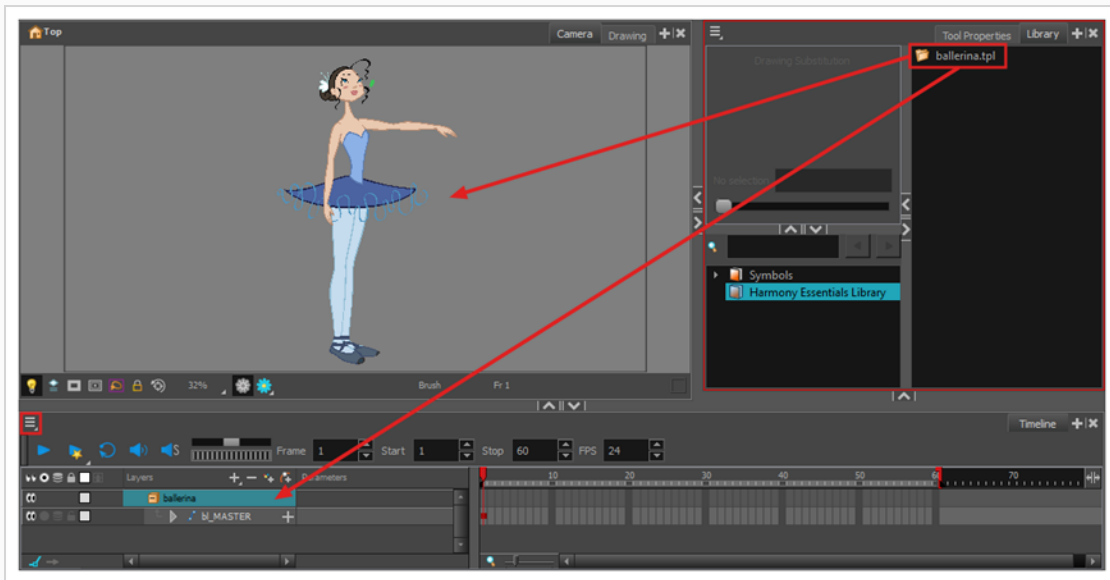 Top
Camera Drawing
Tool Properties Library
Drawing Substitution
ballerina.tpl
No selection
Symbols
Harmony Essentials Library
32%
Brush
Fr 1
Timeline
S
Frame 1 Start 1 Stop 60 FPS 24
Layers Parameters
10 20 30 40 50 60 70
ballerina
bl_MASTER